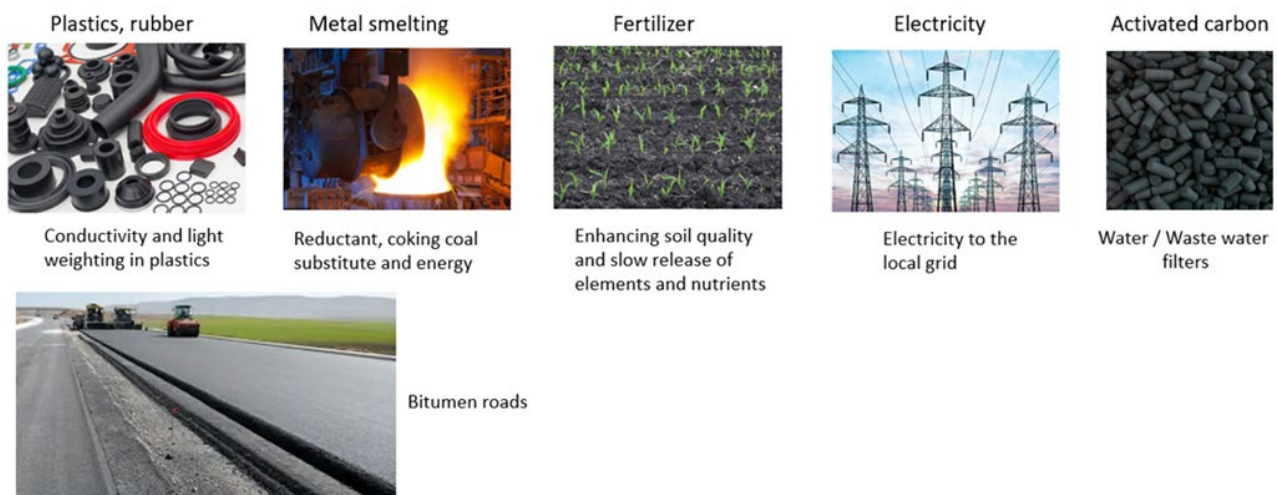 Plastics, rubber
Metal smelting
Fertilizer
Electricity
Activated carbon
Conductivity and light
weighting in plastics
Reductant, coking coal
substitute and energy
Enhancing soil quality
and slow release of
elements and nutrients
Electricity to the
local grid
Water / Waste water
filters
Bitumen roads